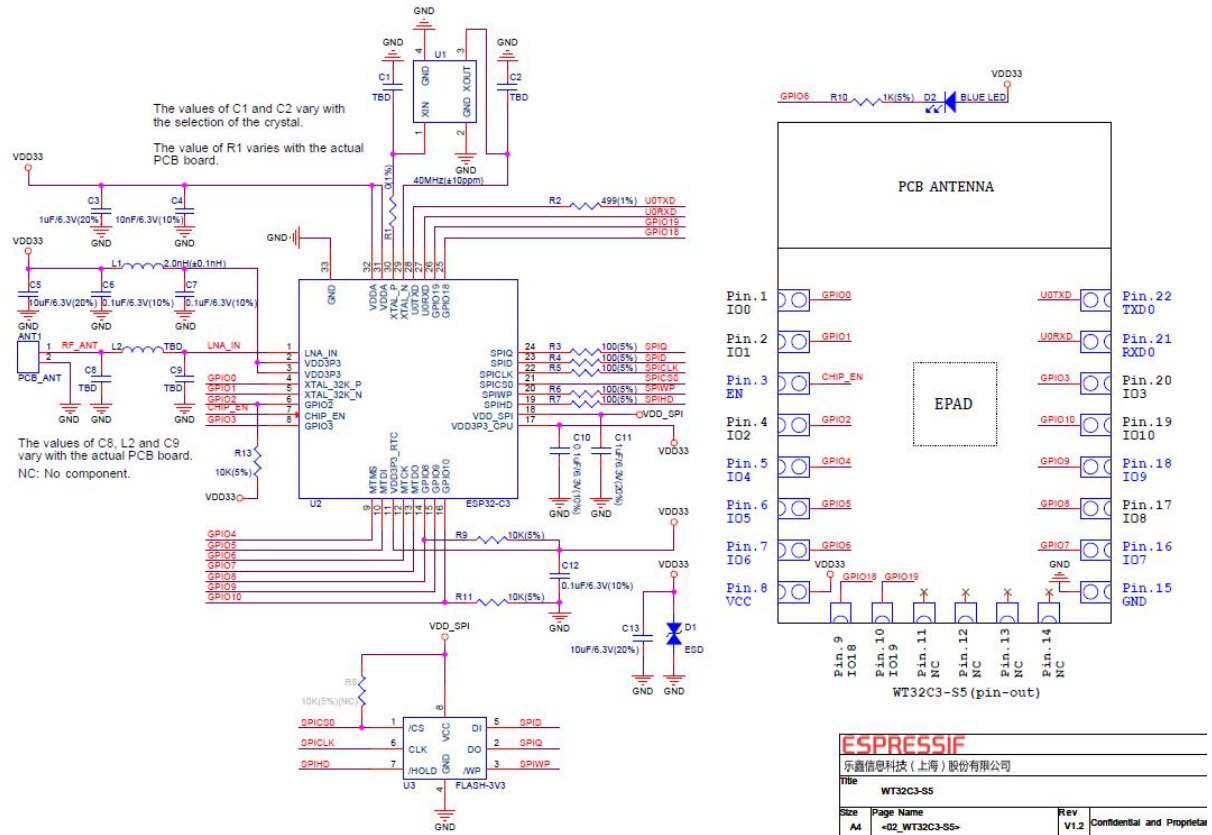 GND
GND
GND
U1
4
3
GND
XOUT
XIN
GND
1
2
GND
C1
TBD
C2
TBD
The values of C1 and C2 vary with
the selection of the crystal.
The value of R1 varies with the actual
PCB board.
VDD33
C3
1uF/6.3V(20%)
GND
C4
10nF/6.3V(10%)
GND
0(1%)
R1
40MHz(±10ppm)
R2
499(1%)
U0TXD
U0RXD
GPIO19
GPIO18
GND
VDD33
L1
2.0nH(±0.1nH)
C5
10uF/6.3V(20%)
GND
C6
0.1uF/6.3V(10%)
GND
C7
0.1uF/6.3V(10%)
GND
ANT1
1
2
PCB_ANT
RF_ANT
L2
TBD
LNA_IN
C8
TBD
C9
TBD
GND
GND
GND
GPIO0
GPIO1
GPIO2
CHIP_EN
GPIO3
The values of C8, L2 and C9
vary with the actual PCB board.
NC: No component.
R13
10K(5%)
VDD33
33
GND
32 VDDA
31 VDDA
30 XTAL_P
29 XTAL_N
28 U0TXD
27 U0RXD
26 GPIO19
25 GPIO18
1 LNA_IN
2 VDD3P3
3 VDD3P3
4 XTAL_32K_P
5 XTAL_32K_N
6 GPIO2
7 CHIP_EN
8 GPIO3
SPIQ 24 R3 100(5%) SPIQ
SPID 23 R4 100(5%) SPID
SPICLK 22 R5 100(5%) SPICLK
SPICS0 21 SPICS0
SPIWP 20 R6 100(5%) SPIWP
SPIHD 19 R7 100(5%) SPIHD
VDD_SPI 18 VDD_SPI
VDD3P3_CPU 17
9 MTMS
10 MTDI
11 VDD3P3_RTC
12 MTCK
13 MTDO
14 GPIO8
15 GPIO9
16 GPIO10
U2
ESP32-C3
C10
0.1uF/6.3V(10%)
GND
C11
1uF/6.3V(20%)
GND
VDD33
GPIO4
GPIO5
GPIO6
GPIO7
GPIO8
GPIO9
GPIO10
R9
10K(5%)
VDD33
C12
0.1uF/6.3V(10%)
R11
10K(5%)
GND
VDD33
C13
10uF/6.3V(20%)
GND
D1
ESD
GND
VDD_SPI
R8
10K(5%)(NC)
SPICS0
SPICLK
SPIHD
1 /CS
6 CLK
7 /HOLD
8
VCC
GND
4
DI 5 SPID
DO 2 SPIQ
/WP 3 SPIWP
U3
FLASH-3V3
GND
VDD33
GPIO8
R10
1K(5%)
D2
BLUE LED
PCB ANTENNA
EPAD
Pin.1
IO0
GPIO0
Pin.2
IO1
GPIO1
Pin.3
EN
CHIP_EN
Pin.4
IO2
GPIO2
Pin.5
IO4
GPIO4
Pin.6
IO5
GPIO5
Pin.7
IO6
GPIO6
Pin.8
VCC
VDD33
GPIO18
GPIO19
U0TXD
Pin.22
TXD0
U0RXD
Pin.21
RXD0
GPIO3
Pin.20
IO3
GPIO10
Pin.19
IO10
GPIO9
Pin.18
IO9
GPIO8
Pin.17
IO8
GPIO7
Pin.16
IO7
GND
Pin.15
GND
Pin.9
IO18
Pin.10
IO19
Pin.11
NC
Pin.12
NC
Pin.13
NC
Pin.14
NC
WT32C3-S5(pin-out)
ESPRESSIF
乐鑫信息科技(上海)股份有限公司
Title
WT32C3-S5
Size
A4
Page Name
<02_WT32C3-S5>
Rev
V1.2
Confidential and Proprietar